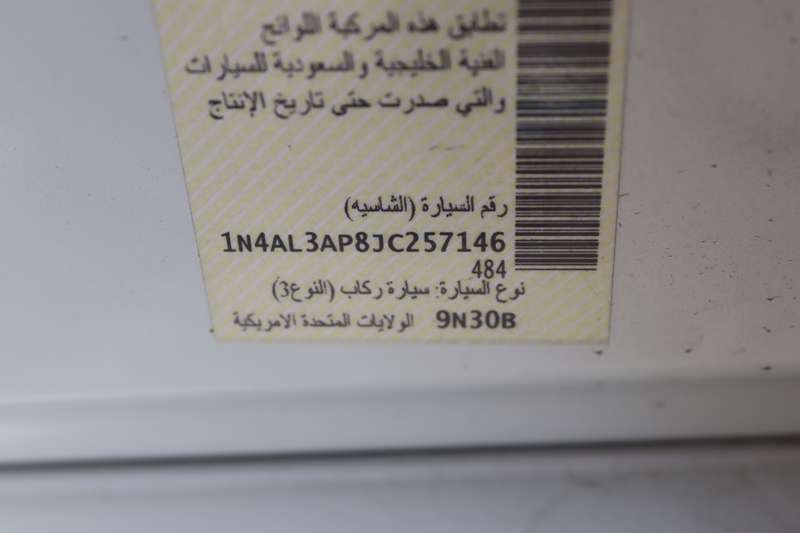 تطابق هذه المركبة اللوائح
الفنية الخليجية والسعودية للسيارات
والتي صدرت حتى تاريخ الإنتاج
رقم السيارة (الشاسيه)
1N4AL3AP8JC257146
484
نوع السيارة: سيارة ركاب (النوع3)
9N30B الولايات المتحدة الامريكية